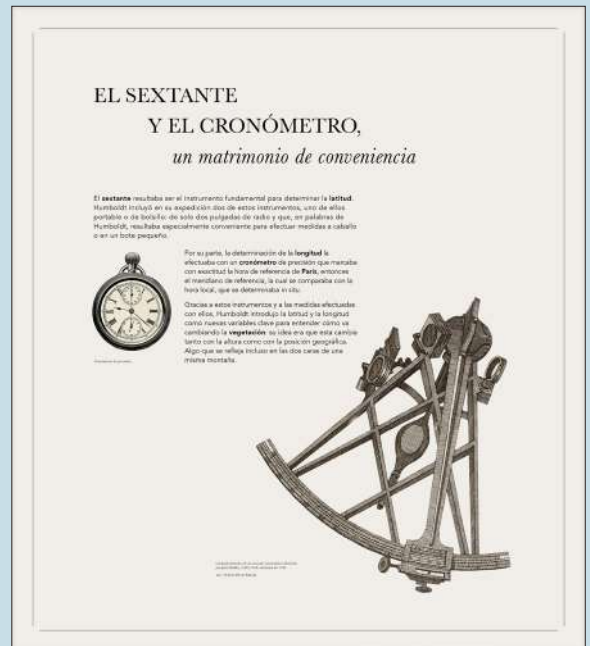 EL SEXTANTE
Y EL CRONÓMETRO,
un matrimonio de conveniencia
El sextante resultaba ser el instrumento fundamental para determinar la latitud.
Humboldt incluyó en su expedición dos de estos instrumentos, uno de ellos
portable o de bolsillo: de solo dos pulgadas de radio y que, en palabras de
Humboldt, resultaba especialmente conveniente para efectuar medidas a caballo
o en un bote pequeño.
Por su parte, la determinación de la longitud la
efectuaba con un cronómetro de precisión que marcaba
con exactitud la hora de referencia de París, entonces
el meridiano de referencia, la cual se comparaba con la
hora local, que se determinaba in situ.
Gracias a estos instrumentos y a las medidas efectuadas
con ellos, Humboldt introdujo la latitud y la longitud
como nuevas variables clave para entender cómo va
cambiando la vegetación: su idea era que esta cambia
tanto con la altura como con la posición geográfica.
Algo que se refleja incluso en las dos caras de una
misma montaña.